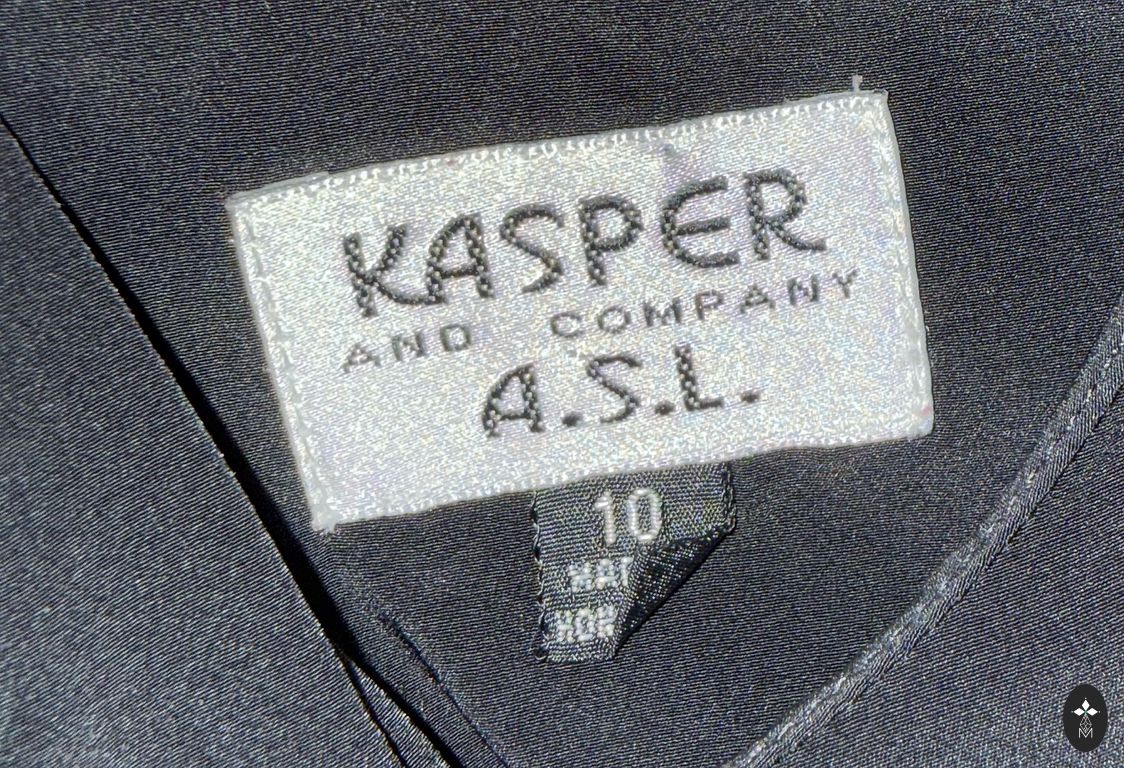 KASPER
AND COMPANY
A.S.L.
10
M